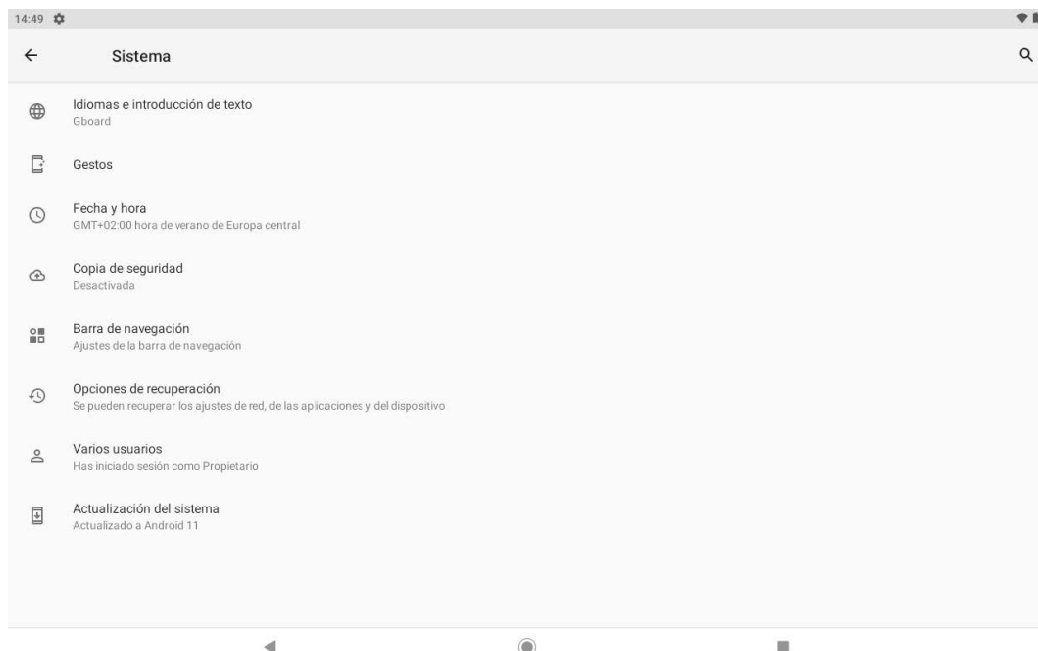 14:49
Sistema
Idiomas e introducción de texto
Gboard
Gestos
Fecha y hora
GMT+02:00 hora de verano de Europa central
Copia de seguridad
Desactivada
Barra de navegación
Ajustes de la barra de navegación
Opciones de recuperación
Se pueden recuperar los ajustes de red, de las aplicaciones y del dispositivo
Varios usuarios
Has iniciado sesión como Propietario
Actualización del sistema
Actualizado a Android 11